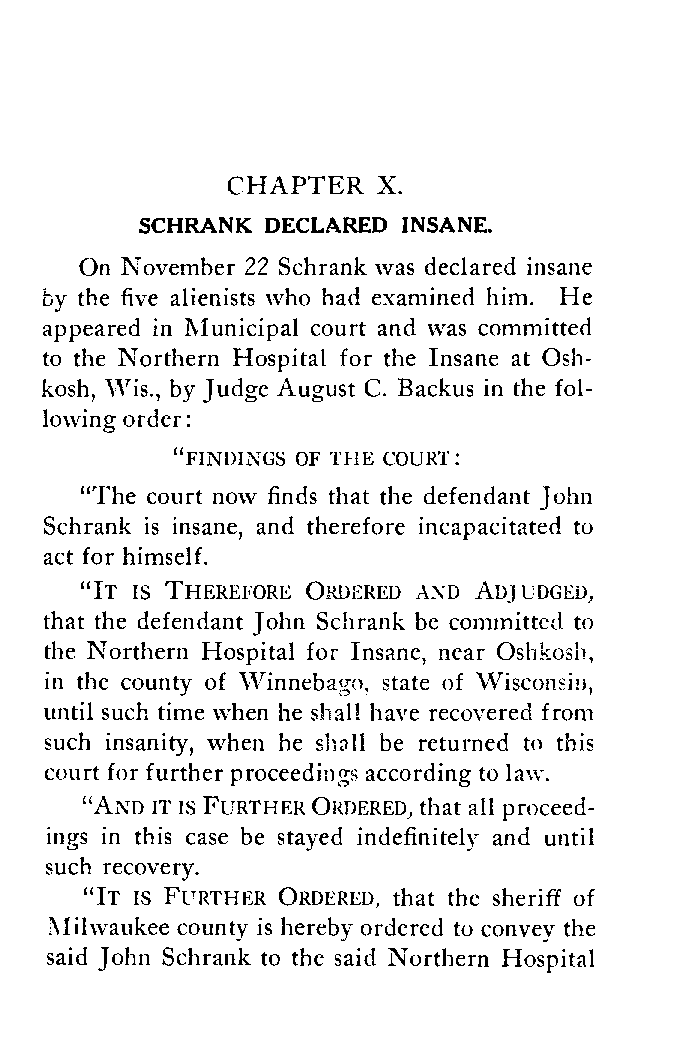 CHAPTER X.
SCHRANK DECLARED INSANE.
On November 22 Schrank was declared insane
by the five alienists who had examined him. He
appeared in Municipal court and was committed
to the Northern Hospital for the Insane at Osh-
kosh, Wis., by Judge August C. Backus in the fol-
lowing order:
"FINDINGS OF THE COURT:
"The court now finds that the defendant John
Schrank is insane, and therefore incapacitated to
act for himself.
"IT IS THEREFORE ORDERED AND ADJUDGED,
that the defendant John Schrank be committed to
the Northern Hospital for Insane, near Oshkosh,
in the county of Winnebago, state of Wisconsin,
until such time when he shall have recovered from
such insanity, when he shall be returned to this
court for further proceedings according to law.
"AND IT IS FURTHER ORDERED, that all proceed-
ings in this case be stayed indefinitely and until
such recovery.
"IT IS FURTHER ORDERED, that the sheriff of
Milwaukee county is hereby ordered to convey the
said John Schrank to the said Northern Hospital